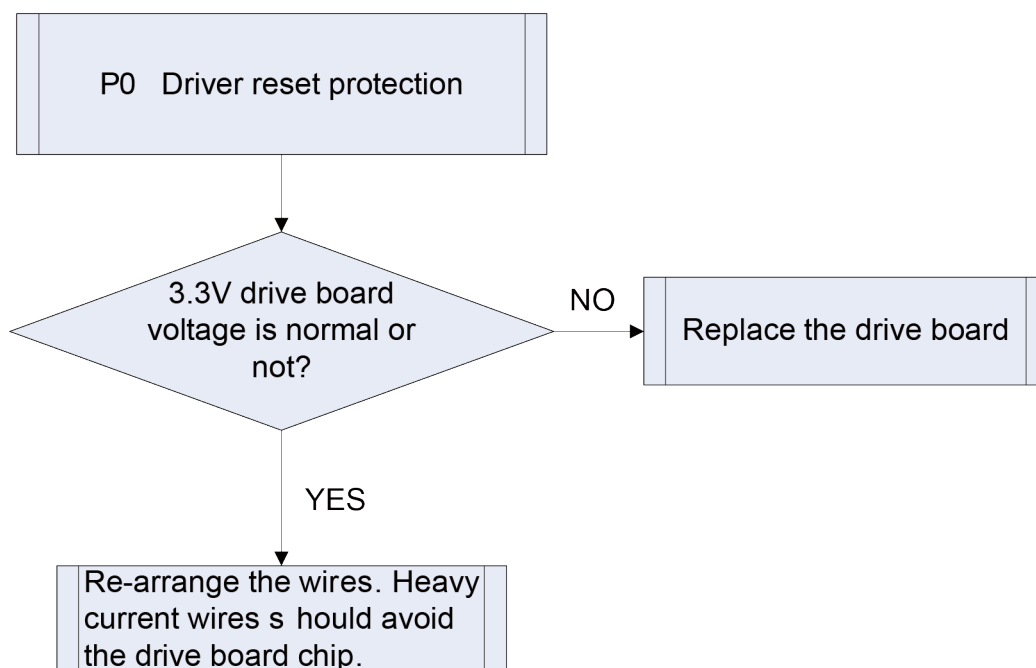 P0 Driver reset protection
3.3V drive board
voltage is normal or
not?
NO
Replace the drive board
YES
Re-arrange the wires. Heavy
current wires s hould avoid
the drive board chip.